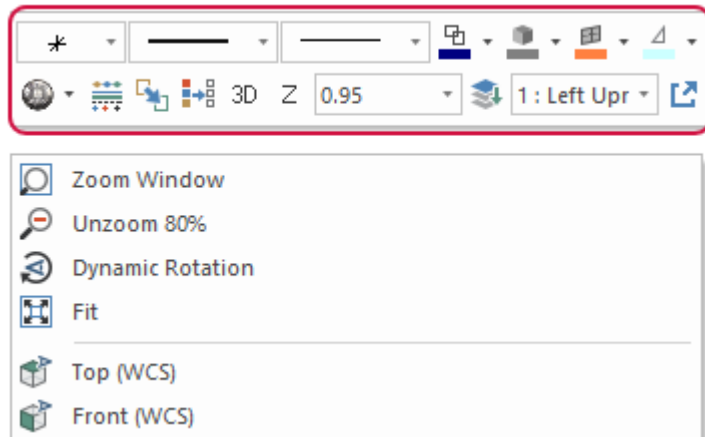 3D Z 0.95 1 : Left Upr
Zoom Window
Unzoom 80%
Dynamic Rotation
Fit
Top (WCS)
Front (WCS)